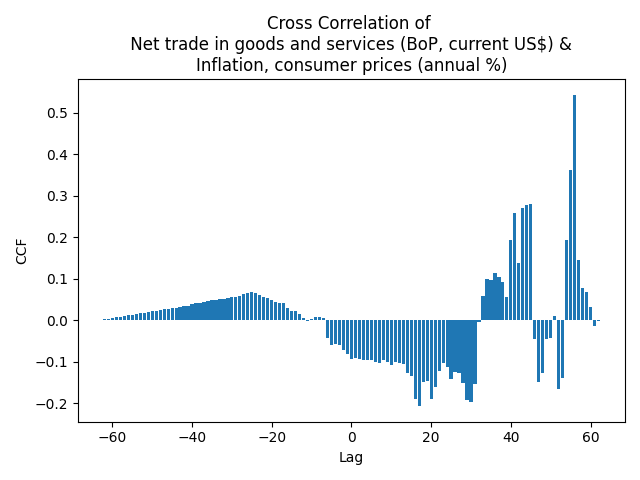 Cross Correlation of
Net trade in goods and services (BoP, current US$) &
Inflation, consumer prices (annual %)
CCF
0.5
0.4
0.3
0.2
0.1
0.0
−0.1
−0.2
−60 −40 −20 0 20 40 60
Lag